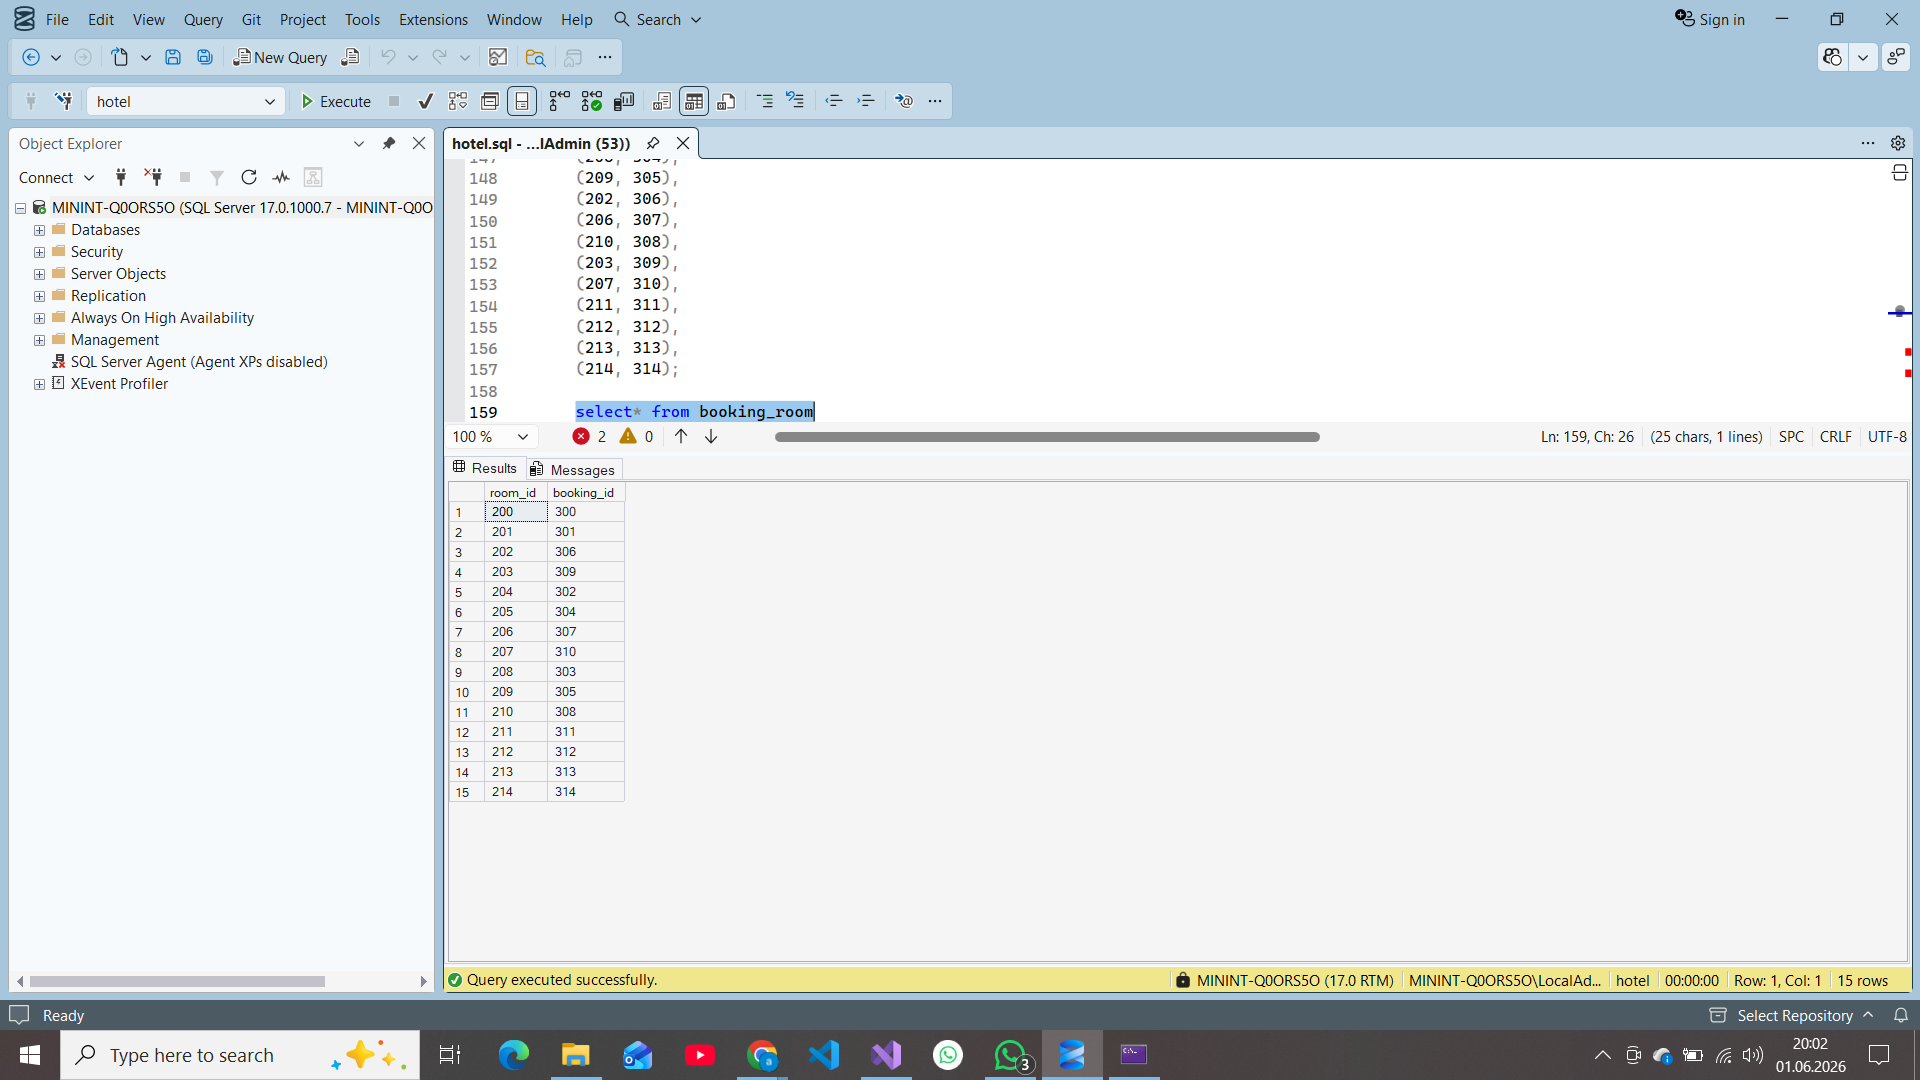 File Edit View Query Git Project Tools Extensions Window Help Search Sign in
New Query
hotel Execute
Object Explorer
hotel.sql - ...lAdmin (53))
Connect
MININT-Q0ORS5O (SQL Server 17.0.1000.7 - MININT-Q0O
Databases
Security
Server Objects
Replication
Always On High Availability
Management
SQL Server Agent (Agent XPs disabled)
XEvent Profiler
148 (209, 305),
149 (202, 306),
150 (206, 307),
151 (210, 308),
152 (203, 309),
153 (207, 310),
154 (211, 311),
155 (212, 312),
156 (213, 313),
157 (214, 314);
158
159 select* from booking_room
100 % 2 0 Ln: 159, Ch: 26 (25 chars, 1 lines) SPC CRLF UTF-8
Results Messages
room_id booking_id
1 200 300
2 201 301
3 202 306
4 203 309
5 204 302
6 205 304
7 206 307
8 207 310
9 208 303
10 209 305
11 210 308
12 211 311
13 212 312
14 213 313
15 214 314
Query executed successfully. MININT-Q0ORS5O (17.0 RTM) MININT-Q0ORS5O\LocalAd... hotel 00:00:00 Row: 1, Col: 1 15 rows
Ready Select Repository
Type here to search 3 20:02
01.06.2026